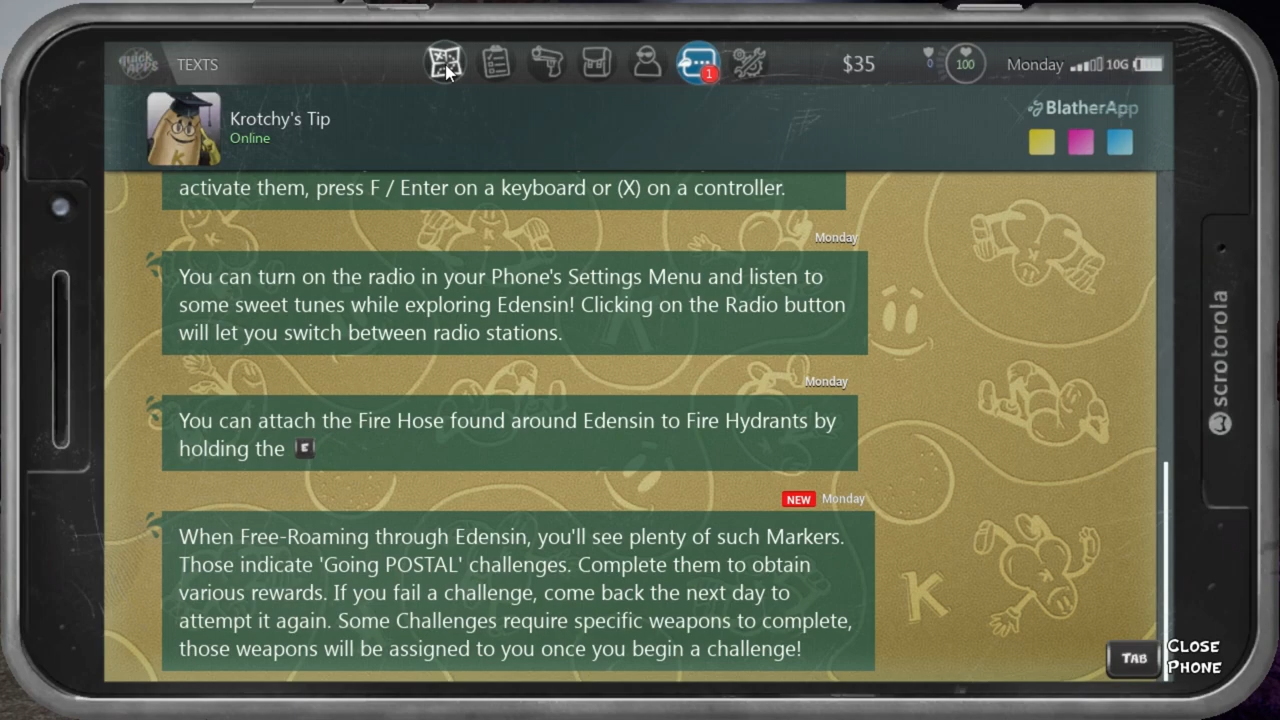 quick APPS
TEXTS
1
$35
0
100
Monday
10G
Krotchy's Tip
Online
BlatherApp
activate them, press F / Enter on a keyboard or (X) on a controller.
Monday
You can turn on the radio in your Phone's Settings Menu and listen to
some sweet tunes while exploring Edensin! Clicking on the Radio button
will let you switch between radio stations.
Monday
You can attach the Fire Hose found around Edensin to Fire Hydrants by
holding the E
NEW Monday
When Free-Roaming through Edensin, you'll see plenty of such Markers.
Those indicate 'Going POSTAL' challenges. Complete them to obtain
various rewards. If you fail a challenge, come back the next day to
attempt it again. Some Challenges require specific weapons to complete,
those weapons will be assigned to you once you begin a challenge!
K
TAB
CLOSE
PHONE
scrotorola